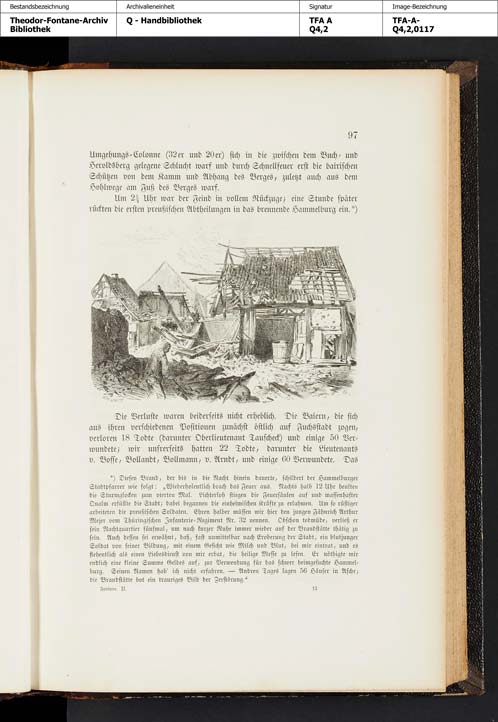 Bestandsbezeichnung Archivalieneinheit Signatur Image-Bezeichnung
Theodor-Fontane-Archiv Q - Handbibliothek TFA A TFA-A-
Bibliothek Q4,2 Q4,2,0117
97
Umgehungs-Colonne (32er und 20er) sich in die zwischen dem Buch- und
Heroldsberg gelegene Schlucht warf und durch Schnellfeuer erst die bairischen
Schützen von dem Kamm und Abhang des Berges, zuletzt auch aus dem
Hohlwege am Fuß des Berges warf.
Um 2½ Uhr war der Feind in vollem Rückzuge; eine Stunde später
rückten die ersten preußischen Abtheilungen in das brennende Hammelburg ein.*)
Die Verluste waren beiderseits nicht erheblich. Die Baiern, die sich
aus ihren verschiedenen Positionen zunächst östlich auf Fuchsstadt zogen,
verloren 18 Todte (darunter Oberlieutenant Tauscheck) und einige 50 Ver-
wundete; wir unsrerseits hatten 22 Todte, darunter die Lieutenants
v. Bosse, Vollandt, Vollmann, v. Arndt, und einige 60 Verwundete. Das
*) Diesen Brand, der bis in die Nacht hinein dauerte, schildert der Hammelburger
Stadtpfarrer wie folgt: „Wiederholentlich brach das Feuer aus. Nachts halb 12 Uhr heulten
die Sturmglocken zum vierten Mal. Lichterloh stiegen die Feuersäulen auf und massenhafter
Qualm erfüllte die Stadt; dabei begannen die einheimischen Kräfte zu erlahmen. Um so rüstiger
arbeiteten die preußischen Soldaten. Ehren halber müssen wir hier den jungen Fähnrich Arthur
Mejer vom Thüringischen Infanterie-Regiment Nr. 32 nennen. Obschon todmüde, verließ er
sein Nachtquartier fünfmal, um nach kurzer Ruhe immer wieder auf der Brandstätte thätig zu
sein. Auch dessen sei erwähnt, daß, fast unmittelbar nach Eroberung der Stadt, ein blutjunger
Soldat von feiner Bildung, mit einem Gesicht wie Milch und Blut, bei mir eintrat, und es
flehentlich als einen Liebesdienst von mir erbat, die heilige Messe zu lesen. Er nöthigte mir
endlich eine kleine Summe Geldes auf, zur Verwendung für das schwer heimgesuchte Hammel-
burg. Seinen Namen hab' ich nicht erfahren. — Andren Tages lagen 56 Häuser in Asche;
die Brandstätte bot ein trauriges Bild der Zerstörung."
Fontane. II. 13